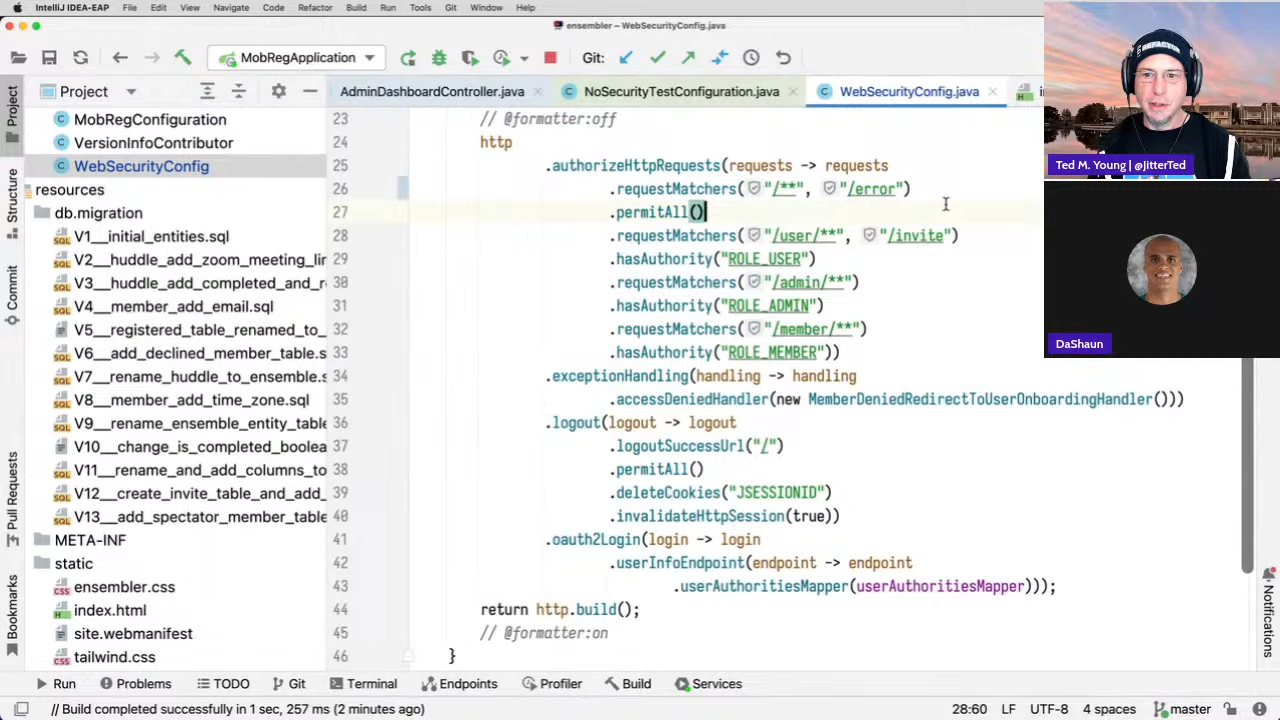 IntelliJ IDEA-EAP File Edit View Navigate Code Refactor Build Run Tools Git Window Help
ensembler – WebSecurityConfig.java
MobRegApplication Git:
Project AdminDashboardController.java NoSecurityTestConfiguration.java WebSecurityConfig.java
MobRegConfiguration
VersionInfoContributor
WebSecurityConfig
resources
db.migration
V1__initial_entities.sql
V2__huddle_add_zoom_meeting_lin
V3__huddle_add_completed_and_r
V4__member_add_email.sql
V5__registered_table_renamed_to_
V6__add_declined_member_table.s
V7__rename_huddle_to_ensemble.s
V8__member_add_time_zone.sql
V9__rename_ensemble_entity_table
V10__change_is_completed_boolea
V11__rename_and_add_columns_to
V12__create_invite_table_and_add_
V13__add_spectator_member_table
META-INF
static
ensembler.css
index.html
site.webmanifest
tailwind.css
23 // @formatter:off
24 http
25 .authorizeHttpRequests(requests -> requests
26 .requestMatchers("/**", "/error")
27 .permitAll()
28 .requestMatchers("/user/**", "/invite")
29 .hasAuthority("ROLE_USER")
30 .requestMatchers("/admin/**")
31 .hasAuthority("ROLE_ADMIN")
32 .requestMatchers("/member/**")
33 .hasAuthority("ROLE_MEMBER"))
34 .exceptionHandling(handling -> handling
35 .accessDeniedHandler(new MemberDeniedRedirectToUserOnboardingHandler()))
36 .logout(logout -> logout
37 .logoutSuccessUrl("/")
38 .permitAll()
39 .deleteCookies("JSESSIONID")
40 .invalidateHttpSession(true))
41 .oauth2Login(login -> login
42 .userInfoEndpoint(endpoint -> endpoint
43 .userAuthoritiesMapper(userAuthoritiesMapper)));
44 return http.build();
45 // @formatter:on
46 }
Project
Structure
Commit
Pull Requests
Bookmarks
Notifications
REFACTOR
Ted M. Young | @JitterTed
DaShaun
Run Problems TODO Git Terminal Endpoints Profiler Build Services
// Build completed successfully in 1 sec, 257 ms (2 minutes ago) 28:60 LF UTF-8 4 spaces master